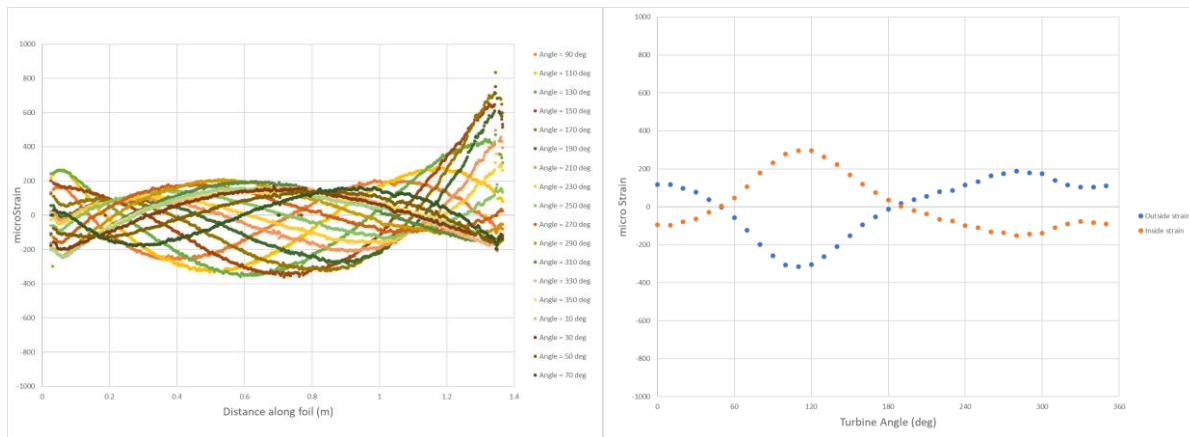 1000
800
600
400
200
0
-200
-400
-600
-800
-1000
0
0.2
0.4
0.6
0.8
1
1.2
1.4
microStrain
Distance along foil (m)
Angle = 90 deg
Angle = 110 deg
Angle = 130 deg
Angle = 150 deg
Angle = 170 deg
Angle = 190 deg
Angle = 210 deg
Angle = 230 deg
Angle = 250 deg
Angle = 270 deg
Angle = 290 deg
Angle = 310 deg
Angle = 330 deg
Angle = 350 deg
Angle = 10 deg
Angle = 30 deg
Angle = 50 deg
Angle = 70 deg
1000
800
600
400
200
0
-200
-400
-600
-800
-1000
0
60
120
180
240
300
360
micro Strain
Turbine Angle (deg)
Outside strain
Inside strain